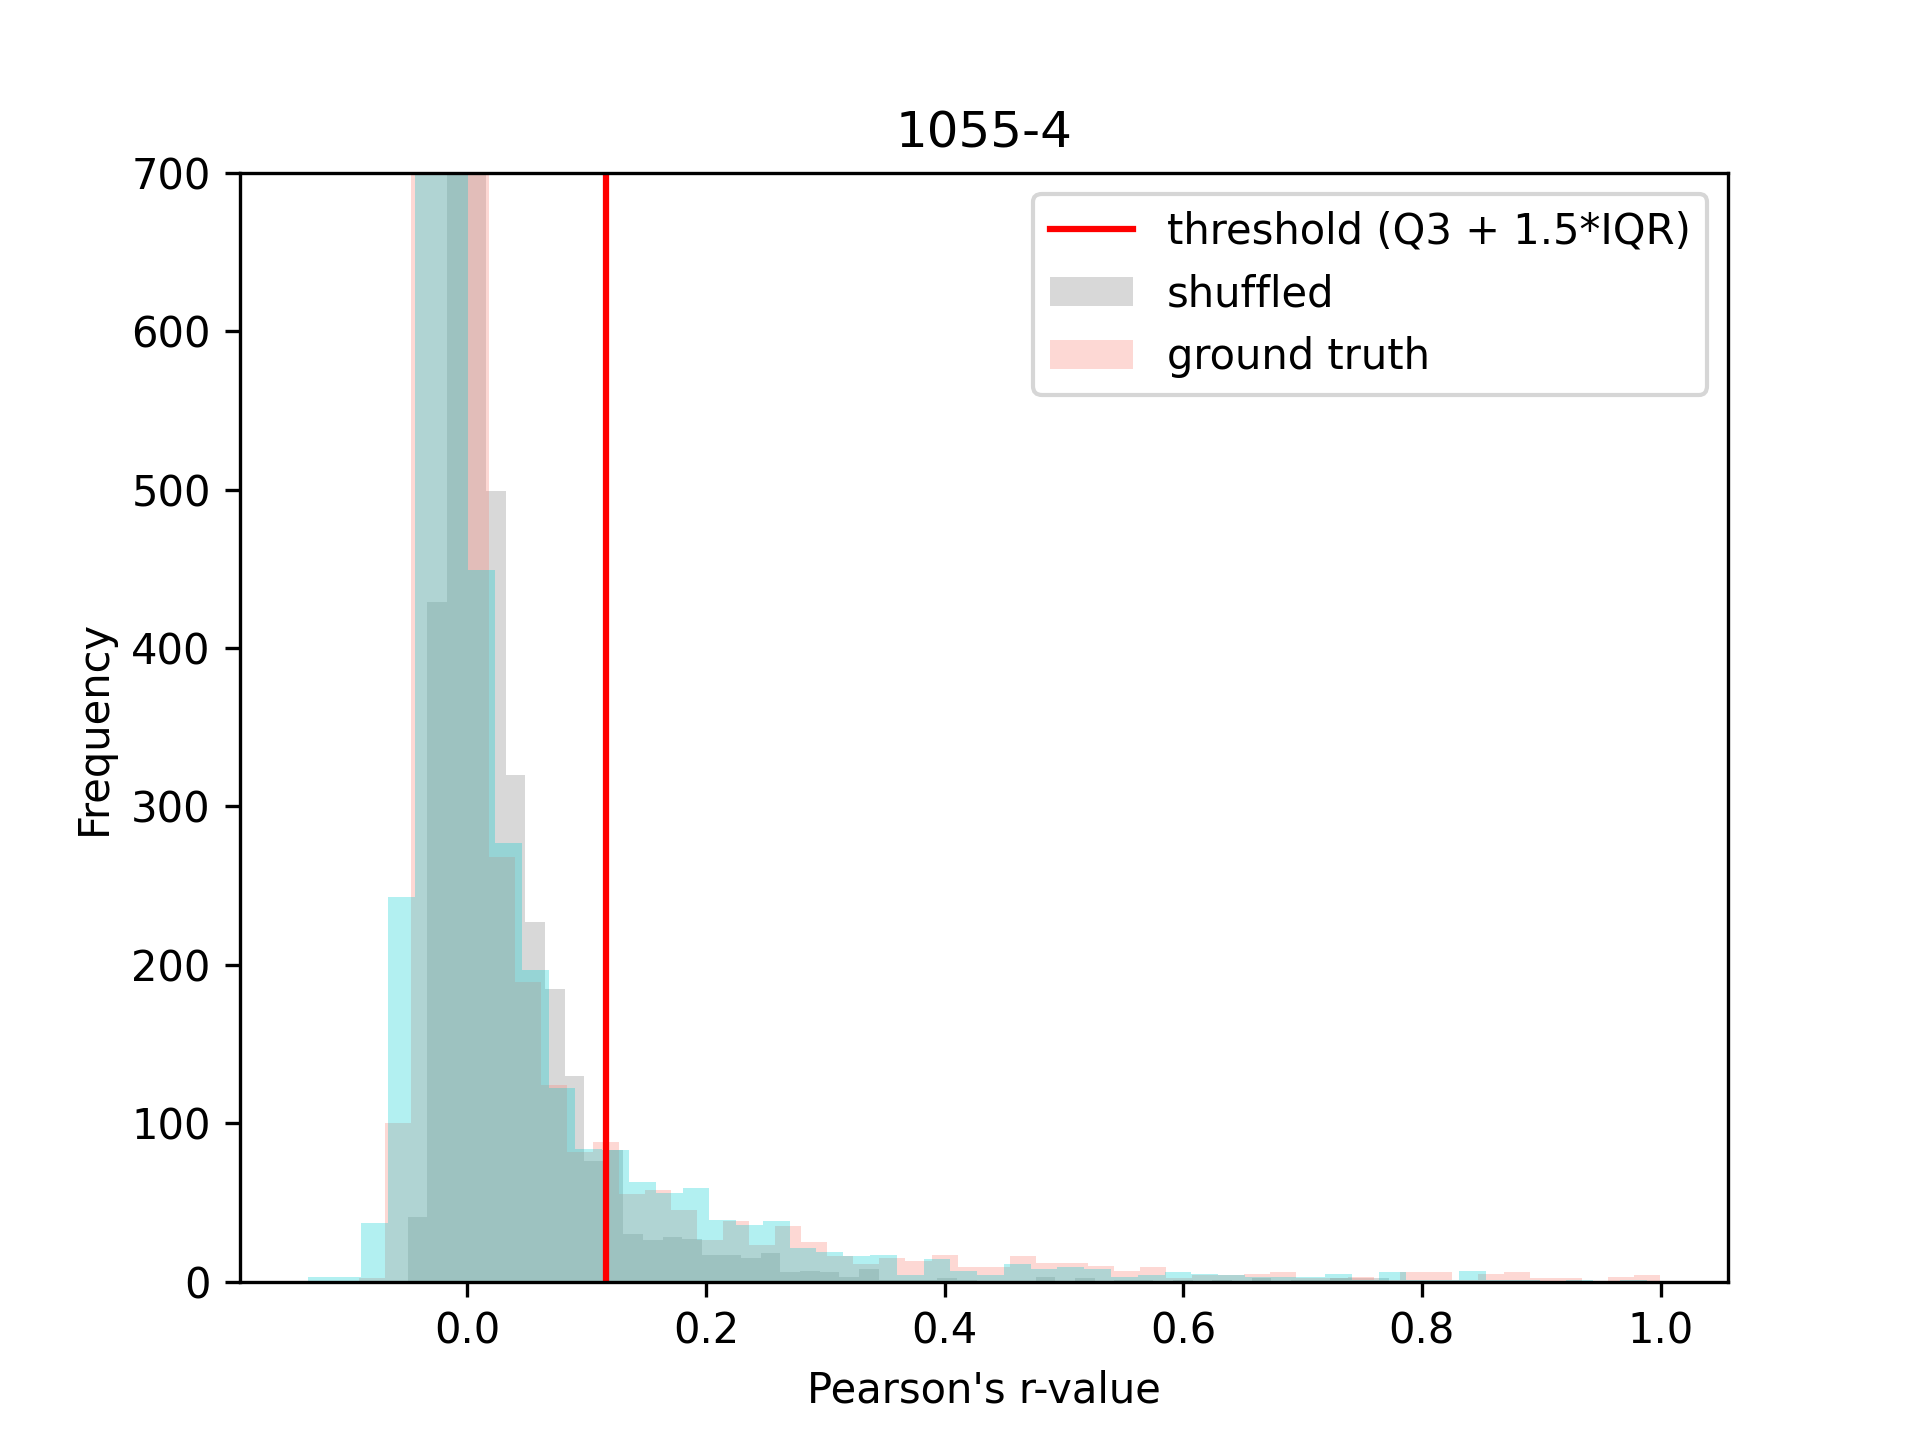 1055-4
700
600
500
400
300
200
100
0
Frequency
threshold (Q3 + 1.5*IQR)
shuffled
ground truth
0.0 0.2 0.4 0.6 0.8 1.0
Pearson's r-value